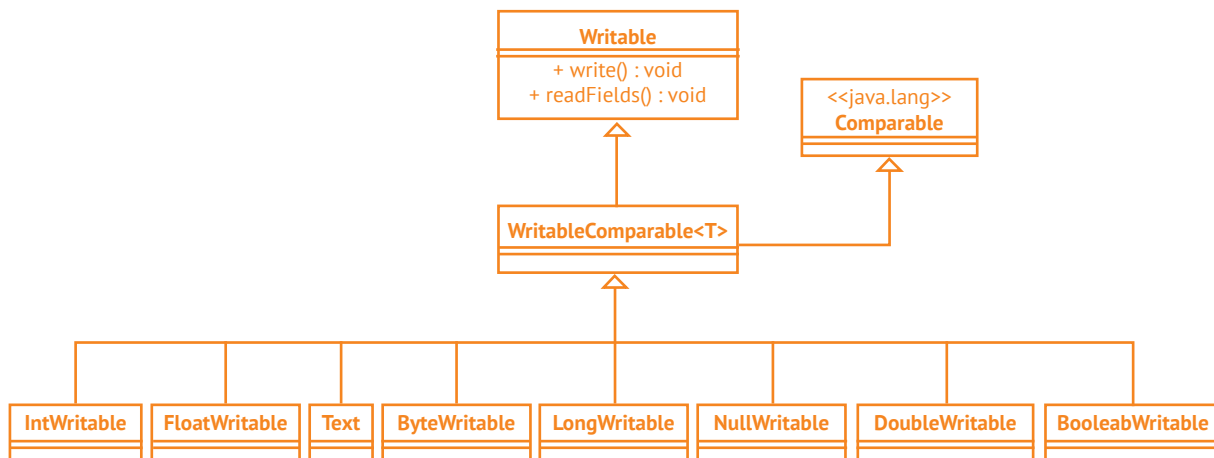 Writable
+ write() : void
+ readFields() : void
<<java.lang>>
Comparable
WritableComparable<T>
IntWritable
FloatWritable
Text
ByteWritable
LongWritable
NullWritable
DoubleWritable
BooleabWritable